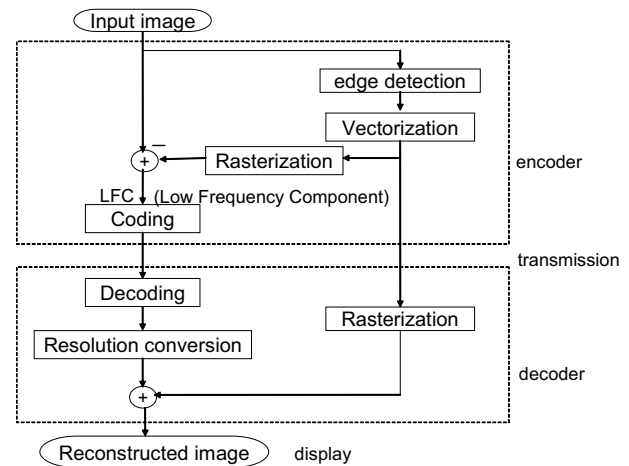 Input image
edge detection
Vectorization
−
+
Rasterization
encoder
LFC (Low Frequency Component)
Coding
transmission
Decoding
Rasterization
Resolution conversion
decoder
+
Reconstructed image
display